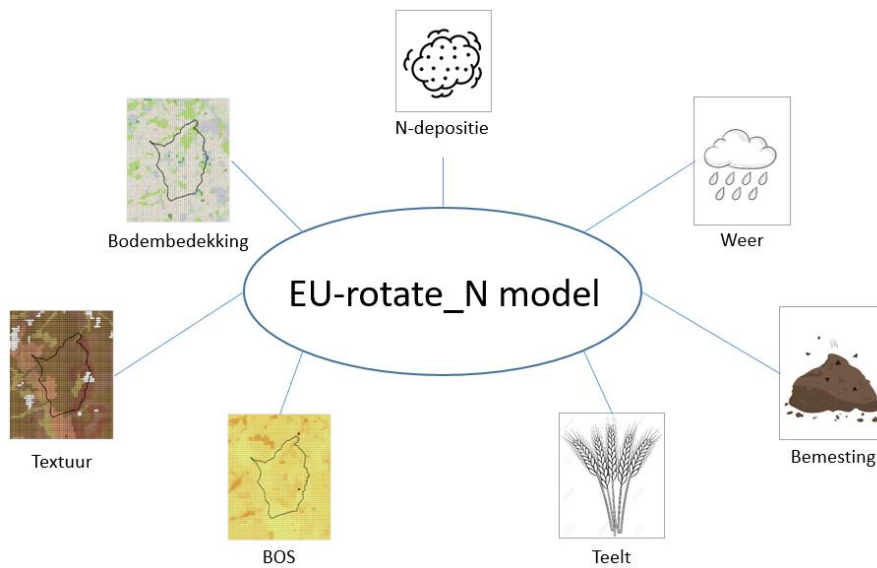 N-depositie
Bodembedekking
Weer
EU-rotate_N model
Textuur
Bemesting
BOS
Teelt